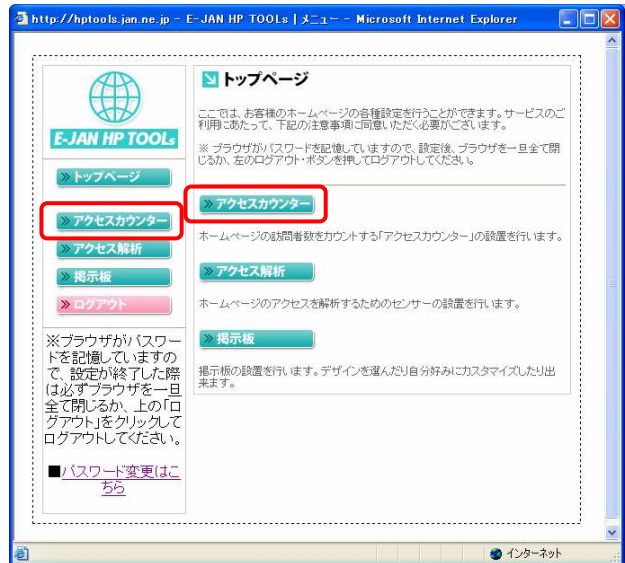 http://hptools.jan.ne.jp - E-JAN HP TOOLs | メニュー - Microsoft Internet Explorer
E-JAN HP TOOLs
トップページ
アクセスカウンター
アクセス解析
掲示板
ログアウト
※ブラウザがパスワー
ドを記憶していますの
で、設定が終了した際
は必ずブラウザを一旦
全て閉じるか、上の「ロ
グアウト」をクリックして
ログアウトしてください。
■パスワード変更はこ
ちら
トップページ
ここでは、お客様のホームページの各種設定を行うことができます。サービスのご
利用にあたって、下記の注意事項に同意いただく必要がございます。
※ ブラウザがパスワードを記憶していますので、設定後、ブラウザを一旦全て閉
じるか、左のログアウト・ボタンを押してログアウトしてください。
アクセスカウンター
ホームページの訪問者数をカウントする「アクセスカウンター」の設置を行います。
アクセス解析
ホームページのアクセスを解析するためのセンサーの設置を行います。
掲示板
掲示板の設置を行います。デザインを選んだり自分好みにカスタマイズしたり出
来ます。
インターネット